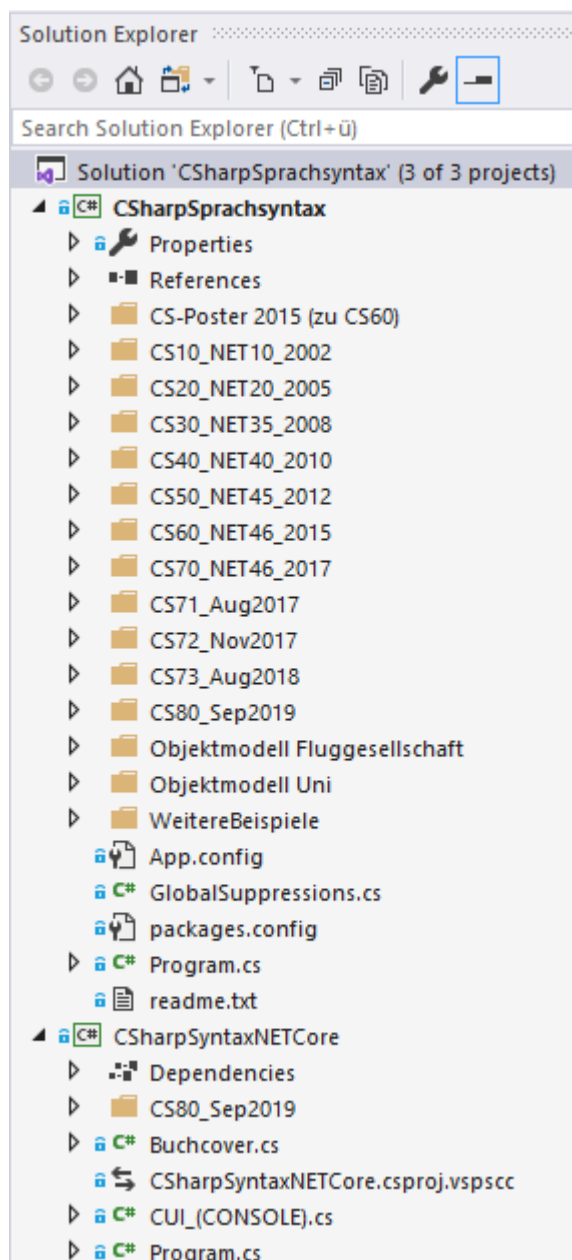 Solution Explorer
Search Solution Explorer (Ctrl+ü)
Solution 'CSharpSprachsyntax' (3 of 3 projects)
C# CSharpSprachsyntax
Properties
References
CS-Poster 2015 (zu CS60)
CS10_NET10_2002
CS20_NET20_2005
CS30_NET35_2008
CS40_NET40_2010
CS50_NET45_2012
CS60_NET46_2015
CS70_NET46_2017
CS71_Aug2017
CS72_Nov2017
CS73_Aug2018
CS80_Sep2019
Objektmodell Fluggesellschaft
Objektmodell Uni
WeitereBeispiele
App.config
C# GlobalSuppressions.cs
packages.config
C# Program.cs
readme.txt
C# CSharpSyntaxNETCore
Dependencies
CS80_Sep2019
C# Buchcover.cs
CSharpSyntaxNETCore.csproj.vspscc
C# CUI_(CONSOLE).cs
C# Program.cs